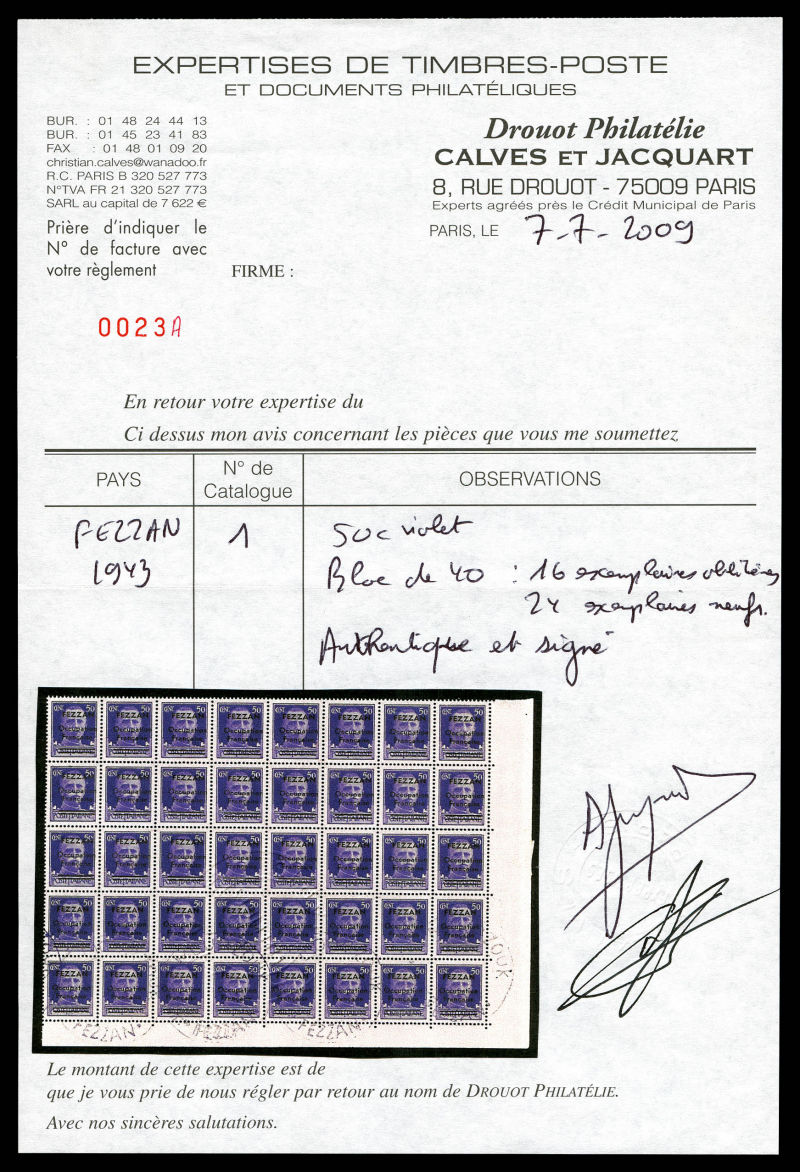 EXPERTISES DE TIMBRES-POSTE
ET DOCUMENTS PHILATÉLIQUES
BUR. : 01 48 24 44 13
BUR. : 01 45 23 41 83
FAX : 01 48 01 09 20
christian.calves@wanadoo.fr
R.C. PARIS B 320 527 773
N°TVA FR 21 320 527 773
SARL au capital de 7 622 €
Prière d'indiquer le
N° de facture avec
votre règlement
Drouot Philatélie
CALVES ET JACQUART
8, RUE DROUOT - 75009 PARIS
Experts agréés près le Crédit Municipal de Paris
PARIS, LE 7-7-2009
FIRME :
0023A
En retour votre expertise du
Ci dessus mon avis concernant les pièces que vous me soumettez
PAYS
N° de
Catalogue
OBSERVATIONS
FEZZAN
1943
1
50c violet
Bloc de 40 : 16 exemplaires oblitérés
24 exemplaires neufs.
Authentique et signé
FEZZAN
Occupation
Française
FEZZAN FEZZAN FEZZAN
Le montant de cette expertise est de
que je vous prie de nous régler par retour au nom de DROUOT PHILATÉLIE.
Avec nos sincères salutations.